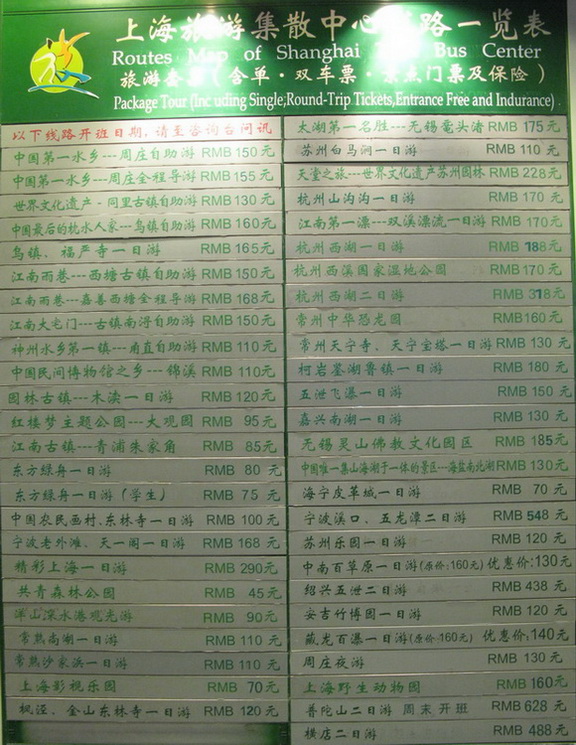 上海旅游集散中心线路一览表
Routes Map of Shanghai Bus Center
旅游套票（含单·双车票·景点门票及保险）
Package Tour (Inc uding Single;Round-Trip Tickets,Entrance Free and Indurance)
以下线路开班日期，请至咨询台问讯
中国第一水乡---周庄自助游 RMB 150元
中国第一水乡---周庄全程导游 RMB 155元
世界文化遗产·同里古镇自助游 RMB 130元
中国最后的枕水人家---乌镇自助游 RMB 160元
乌镇、福严寺一日游 RMB 165元
江南雨巷---西塘古镇自助游 RMB 150元
江南雨巷---嘉善西塘全程导游 RMB 168元
江南大宅门---古镇南浔自助游 RMB 150元
神州水乡第一镇---甪直自助游 RMB 110元
中国民间博物馆之乡---锦溪 RMB 110元
园林古镇---木渎一日游 RMB 120元
红楼梦主题公园---大观园 RMB 95元
江南古镇---青浦朱家角 RMB 85元
东方绿舟一日游 RMB 80元
东方绿舟一日游（学生） RMB 75元
中国农民画村、东林寺一日游 RMB 100元
宁波老外滩、天一阁一日游 RMB 168元
精彩上海一日游 RMB 290元
共青森林公园 RMB 45元
洋山深水港观光游 RMB 90元
常熟尚湖一日游 RMB 110元
常熟沙家浜一日游 RMB 110元
上海影视乐园 RMB 70元
枫泾、金山东林寺一日游 RMB 120元
太湖第一名胜---无锡鼋头渚 RMB 175元
苏州白马涧一日游 RMB 110元
天堂之旅---世界文化遗产苏州园林 RMB 228元
杭州山沟沟一日游 RMB 170元
江南第一漂---双溪漂流一日游 RMB 170元
杭州西湖一日游 RMB 188元
杭州西溪国家湿地公园 RMB 170元
杭州西湖二日游 RMB 318元
常州中华恐龙园 RMB 160元
常州天宁寺、天宁宝塔一日游 RMB 130元
柯岩鉴湖鲁镇一日游 RMB 180元
五泄飞瀑一日游 RMB 150元
嘉兴南湖一日游 RMB 130元
无锡灵山佛教文化园区 RMB 185元
中国唯一集山海湖于一体的景区---海盐南北湖 RMB 130元
海宁皮革城一日游 RMB 70元
宁波溪口、五龙潭二日游 RMB 548元
苏州乐园一日游 RMB 120元
中南百草原一日游(原价:160元) 优惠价:130元
绍兴五泄二日游 RMB 438元
安吉竹博园一日游 RMB 120元
藏龙百瀑一日游(原价:160元) 优惠价:140元
周庄夜游 RMB 130元
上海野生动物园 RMB 160元
普陀山二日游 周末开班 RMB 628元
横店二日游 RMB 488元